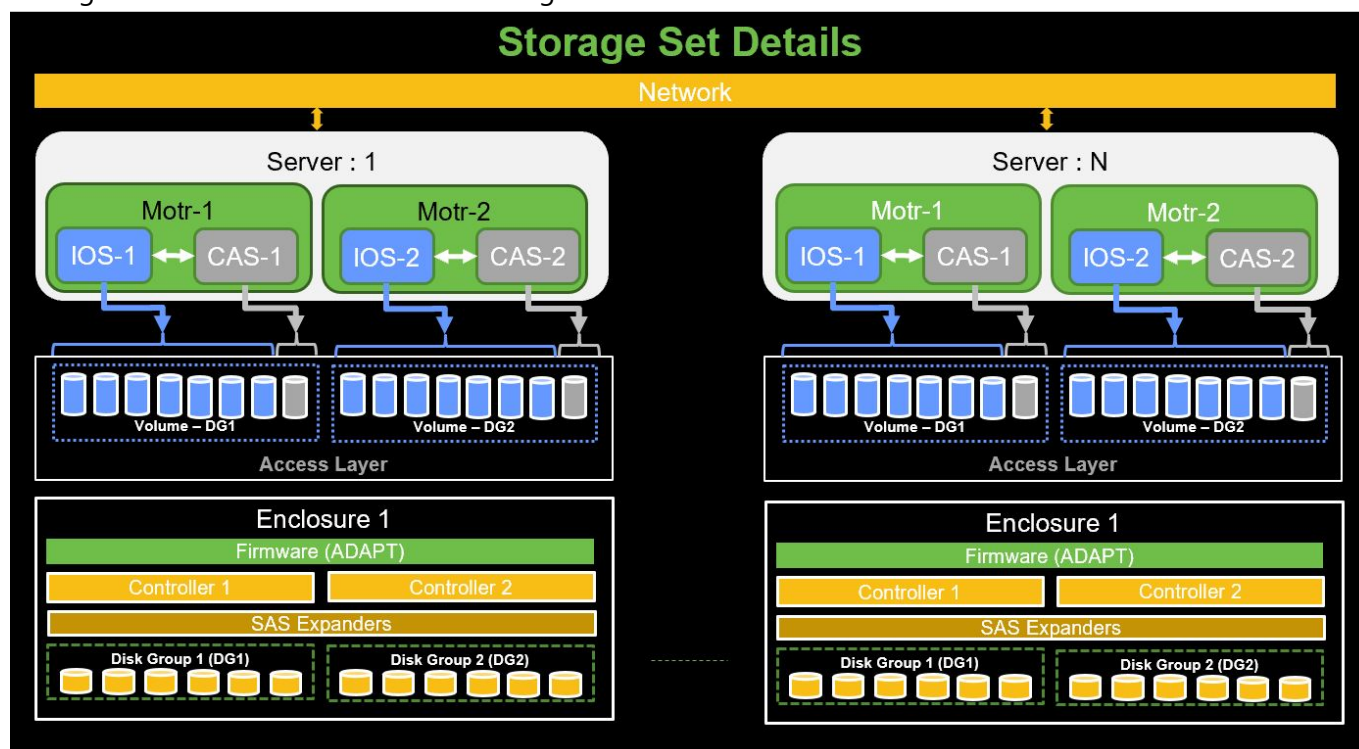 Storage Set Details
Network
Server : 1
Motr-1
Motr-2
IOS-1
CAS-1
IOS-2
CAS-2
Volume – DG1
Volume – DG2
Access Layer
Enclosure 1
Firmware (ADAPT)
Controller 1
Controller 2
SAS Expanders
Disk Group 1 (DG1)
Disk Group 2 (DG2)
Server : N
Motr-1
Motr-2
IOS-1
CAS-1
IOS-2
CAS-2
Volume – DG1
Volume – DG2
Access Layer
Enclosure 1
Firmware (ADAPT)
Controller 1
Controller 2
SAS Expanders
Disk Group 1 (DG1)
Disk Group 2 (DG2)